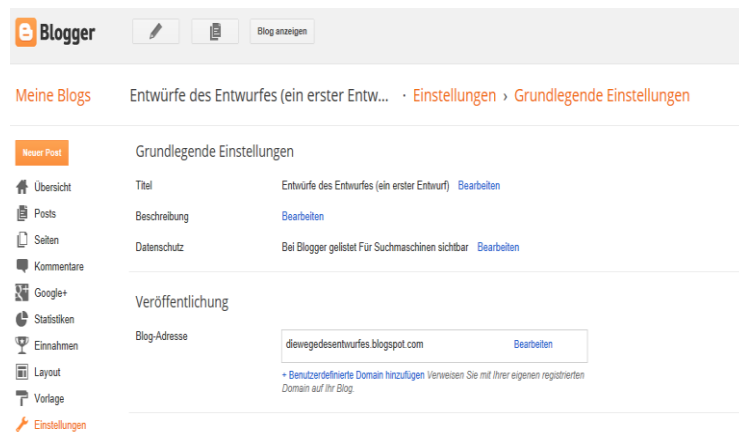 Blogger
Blog anzeigen
Meine Blogs
Entwürfe des Entwurfes (ein erster Entw... · Einstellungen › Grundlegende Einstellungen
Neuer Post
Übersicht
Posts
Seiten
Kommentare
Google+
Statistiken
Einnahmen
Layout
Vorlage
Einstellungen
Grundlegende Einstellungen
Titel Entwürfe des Entwurfes (ein erster Entwurf) Bearbeiten
Beschreibung Bearbeiten
Datenschutz Bei Blogger gelistet Für Suchmaschinen sichtbar Bearbeiten
Veröffentlichung
Blog-Adresse diewegedesentwurfes.blogspot.com Bearbeiten
+ Benutzerdefinierte Domain hinzufügen Verweisen Sie mit Ihrer eigenen registrierten
Domain auf Ihr Blog.